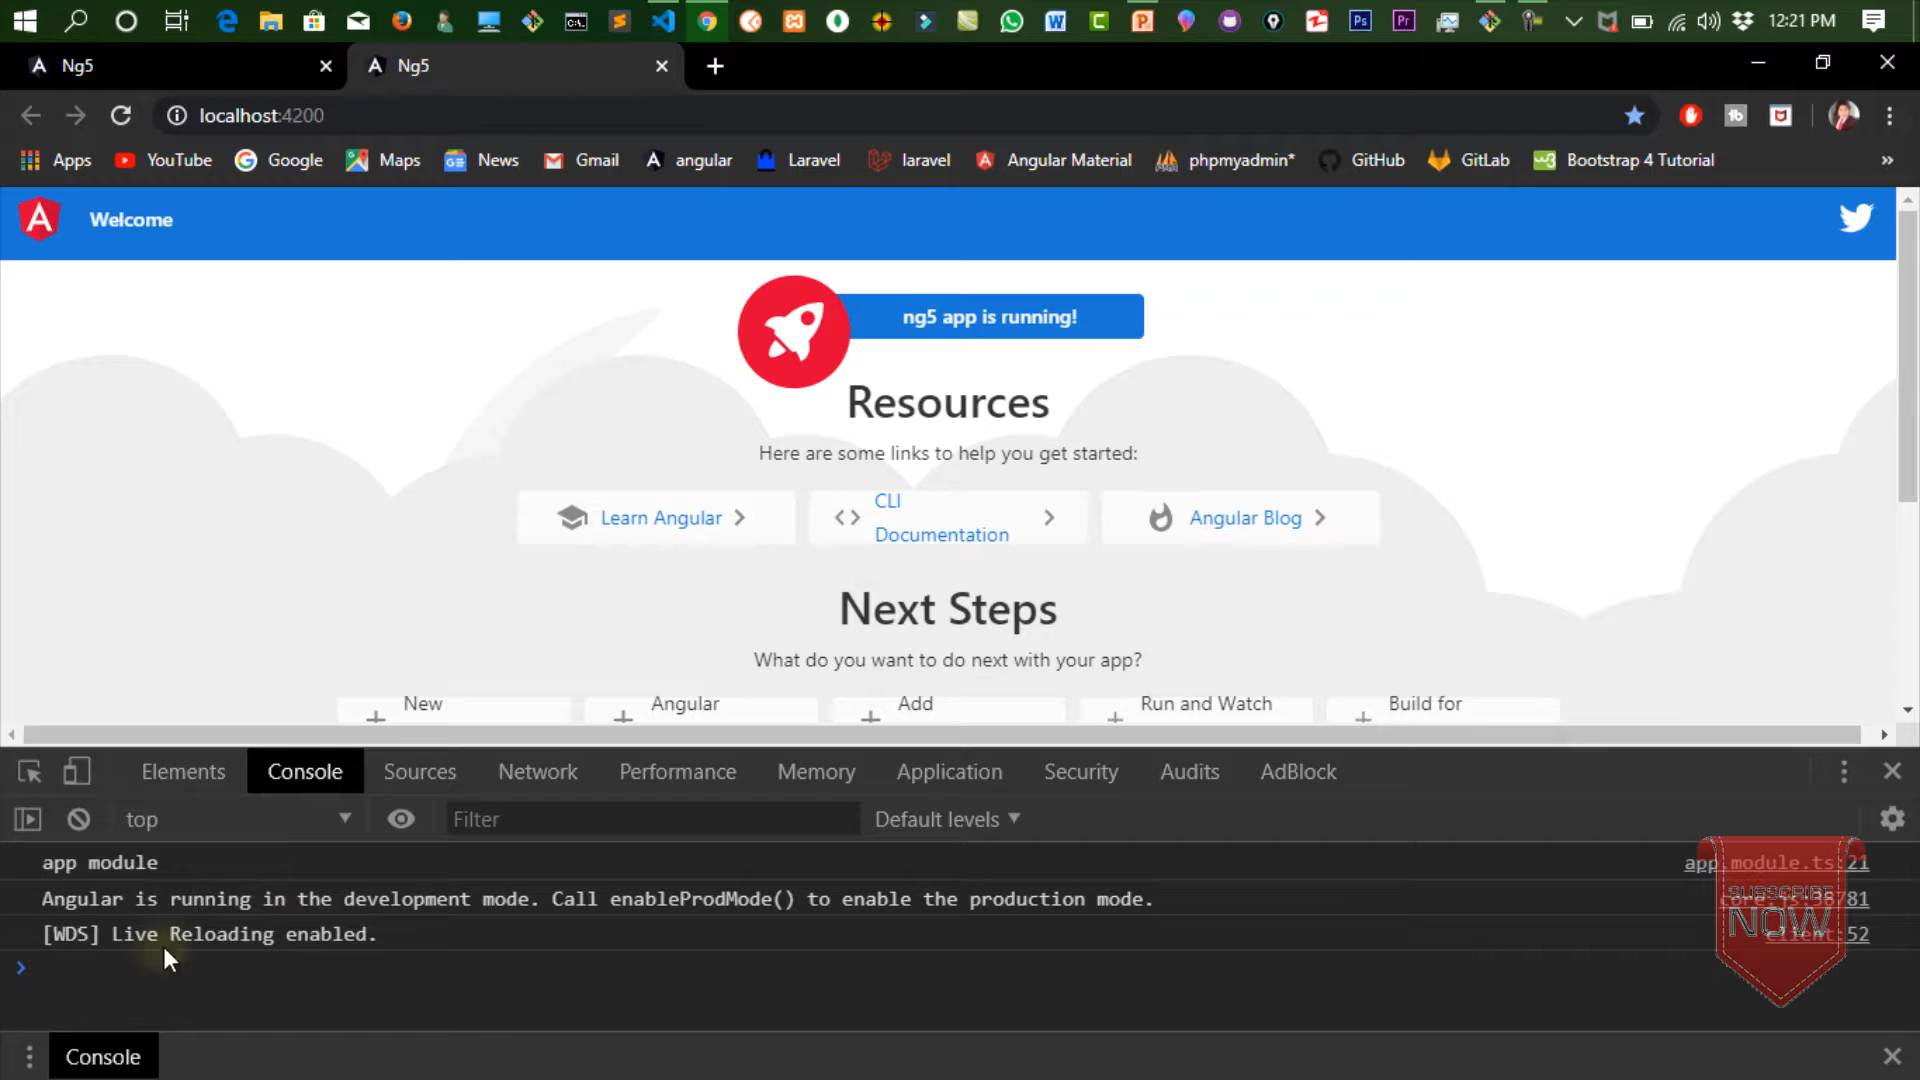 12:21 PM
Ng5
Ng5
localhost:4200
Apps YouTube Google Maps News Gmail angular Laravel laravel Angular Material phpmyadmin* GitHub GitLab Bootstrap 4 Tutorial »
Welcome
ng5 app is running!
Resources
Here are some links to help you get started:
Learn Angular
CLI Documentation
Angular Blog
Next Steps
What do you want to do next with your app?
New
Angular
Add
Run and Watch
Build for
Elements Console Sources Network Performance Memory Application Security Audits AdBlock
top Filter Default levels
app module app.module.ts:21
Angular is running in the development mode. Call enableProdMode() to enable the production mode. core.js:36781
[WDS] Live Reloading enabled. client:52
SUBSCRIBE
NOW
Console